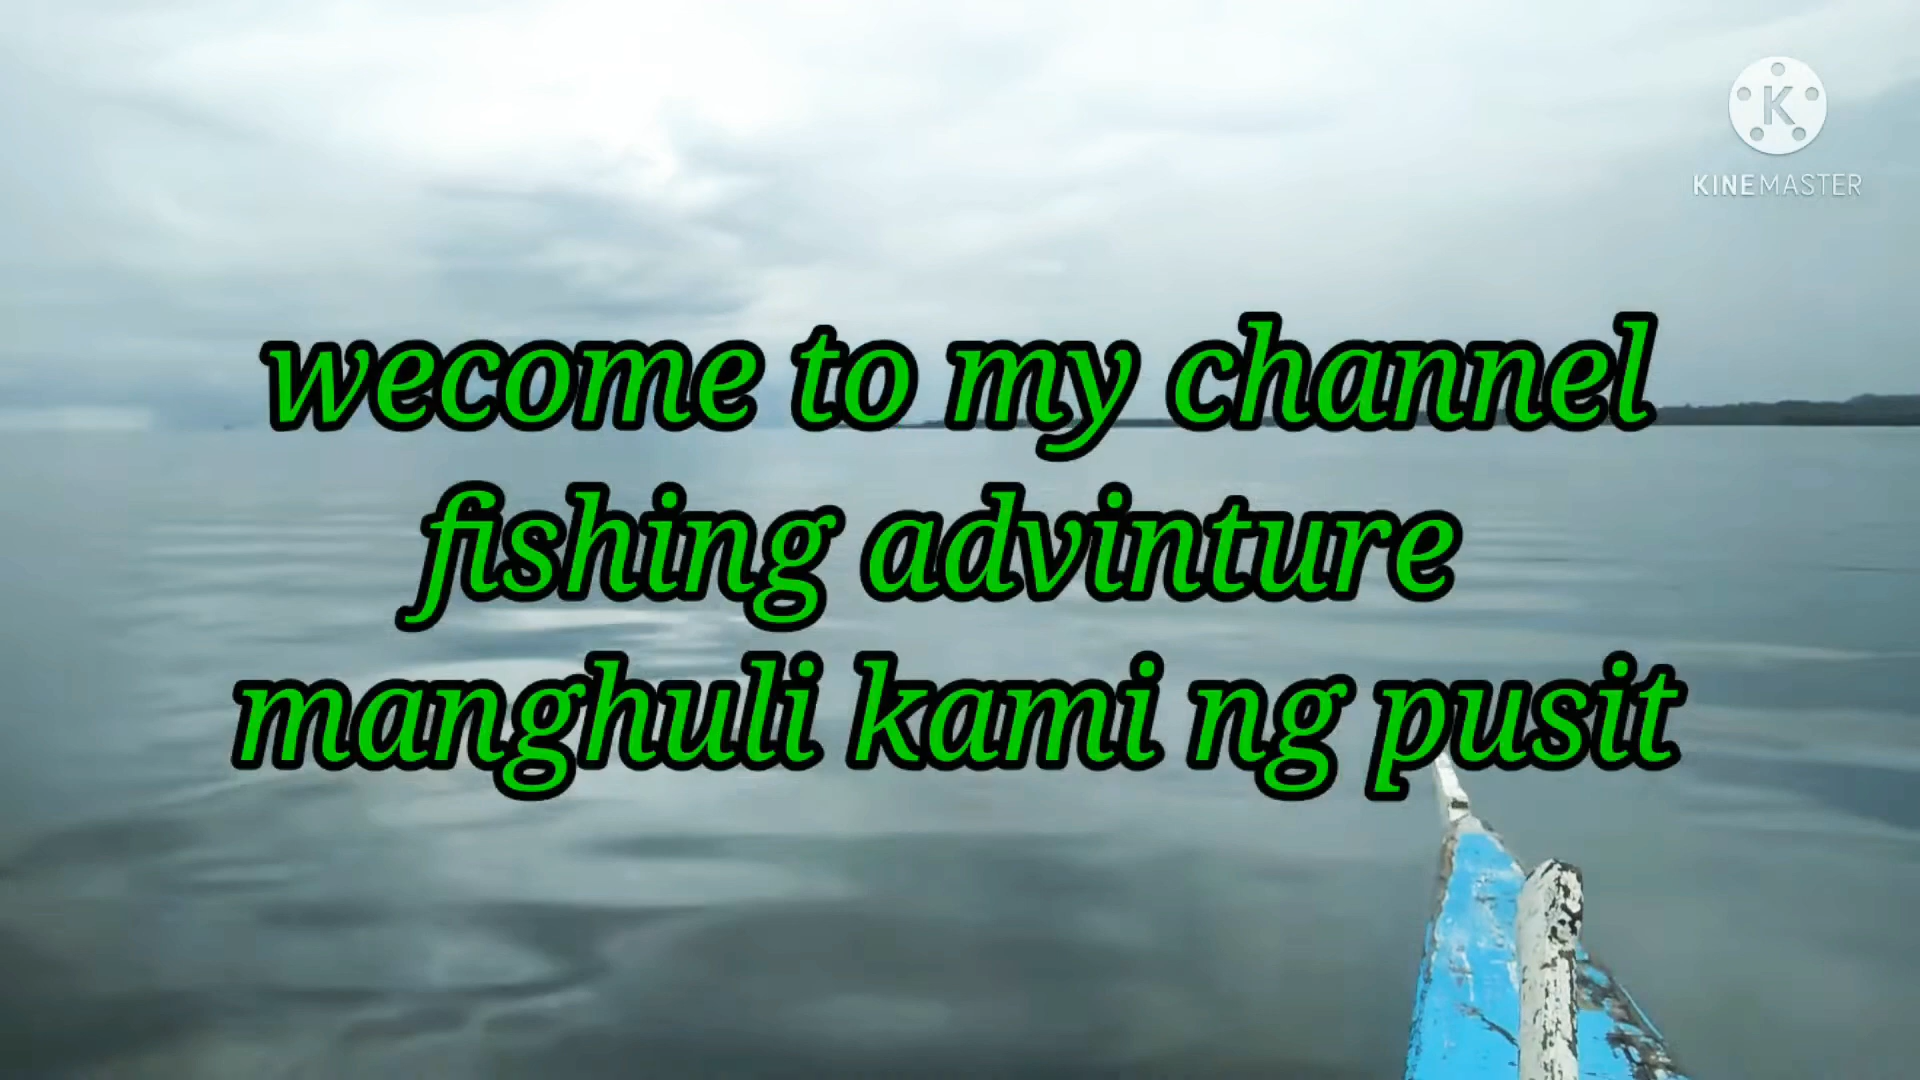 K
KINEMASTER
wecome to my channel
fishing advinture
manghuli kami ng pusit